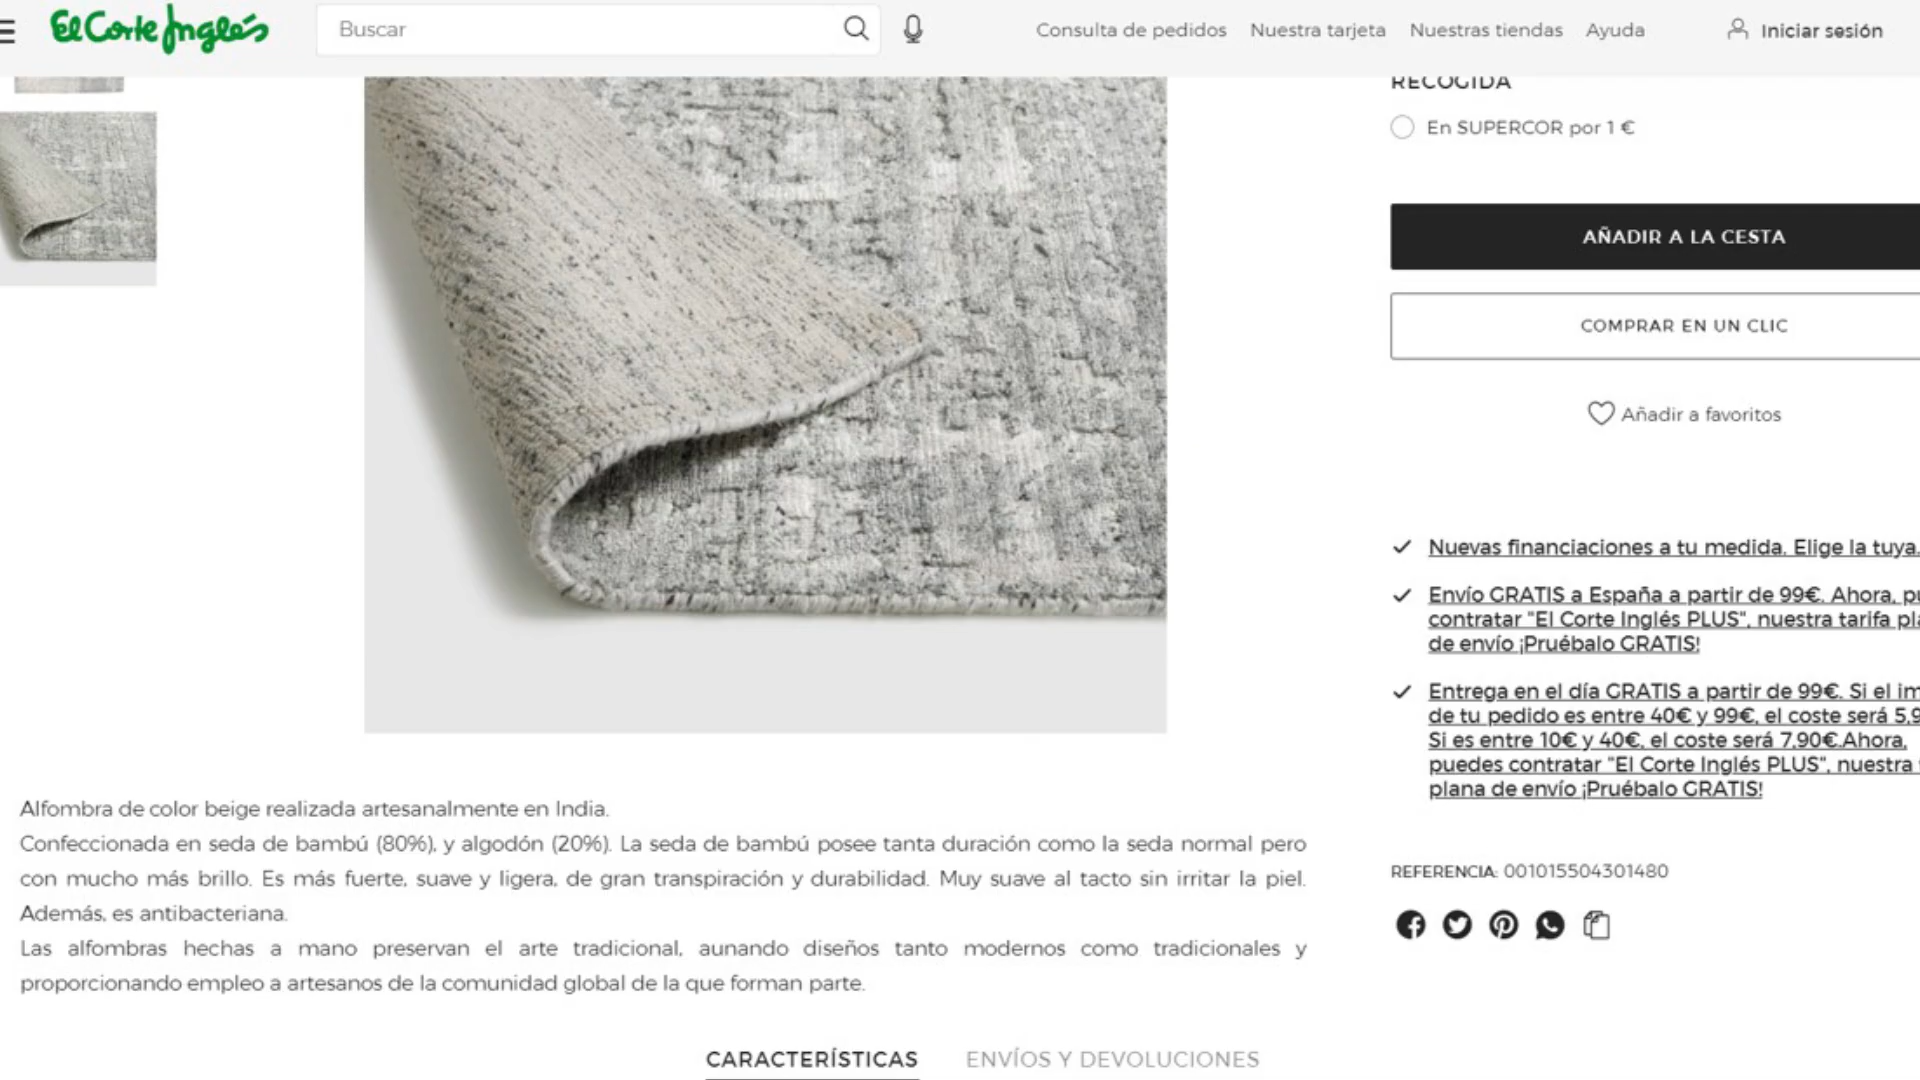 El Corte Inglés
Buscar
Consulta de pedidos
Nuestra tarjeta
Nuestras tiendas
Ayuda
Iniciar sesión
RECOGIDA
En SUPERCOR por 1 €
AÑADIR A LA CESTA
COMPRAR EN UN CLIC
Añadir a favoritos
Nuevas financiaciones a tu medida. Elige la tuya.
Envío GRATIS a España a partir de 99€. Ahora,
contratar "El Corte Inglés PLUS", nuestra tarifa
de envío ¡Pruébalo GRATIS!
Entrega en el día GRATIS a partir de 99€. Si el
de tu pedido es entre 40€ y 99€, el coste será
Si es entre 10€ y 40€, el coste será 7,90€.Ahora,
puedes contratar "El Corte Inglés PLUS", nuestra
plana de envío ¡Pruébalo GRATIS!
Alfombra de color beige realizada artesanalmente en India.
Confeccionada en seda de bambú (80%), y algodón (20%). La seda de bambú posee tanta duración como la seda normal pero
con mucho más brillo. Es más fuerte, suave y ligera, de gran transpiración y durabilidad. Muy suave al tacto sin irritar la piel.
Además, es antibacteriana.
Las alfombras hechas a mano preservan el arte tradicional, aunando diseños tanto modernos como tradicionales y
proporcionando empleo a artesanos de la comunidad global de la que forman parte.
REFERENCIA: 001015504301480
CARACTERÍSTICAS
ENVÍOS Y DEVOLUCIONES